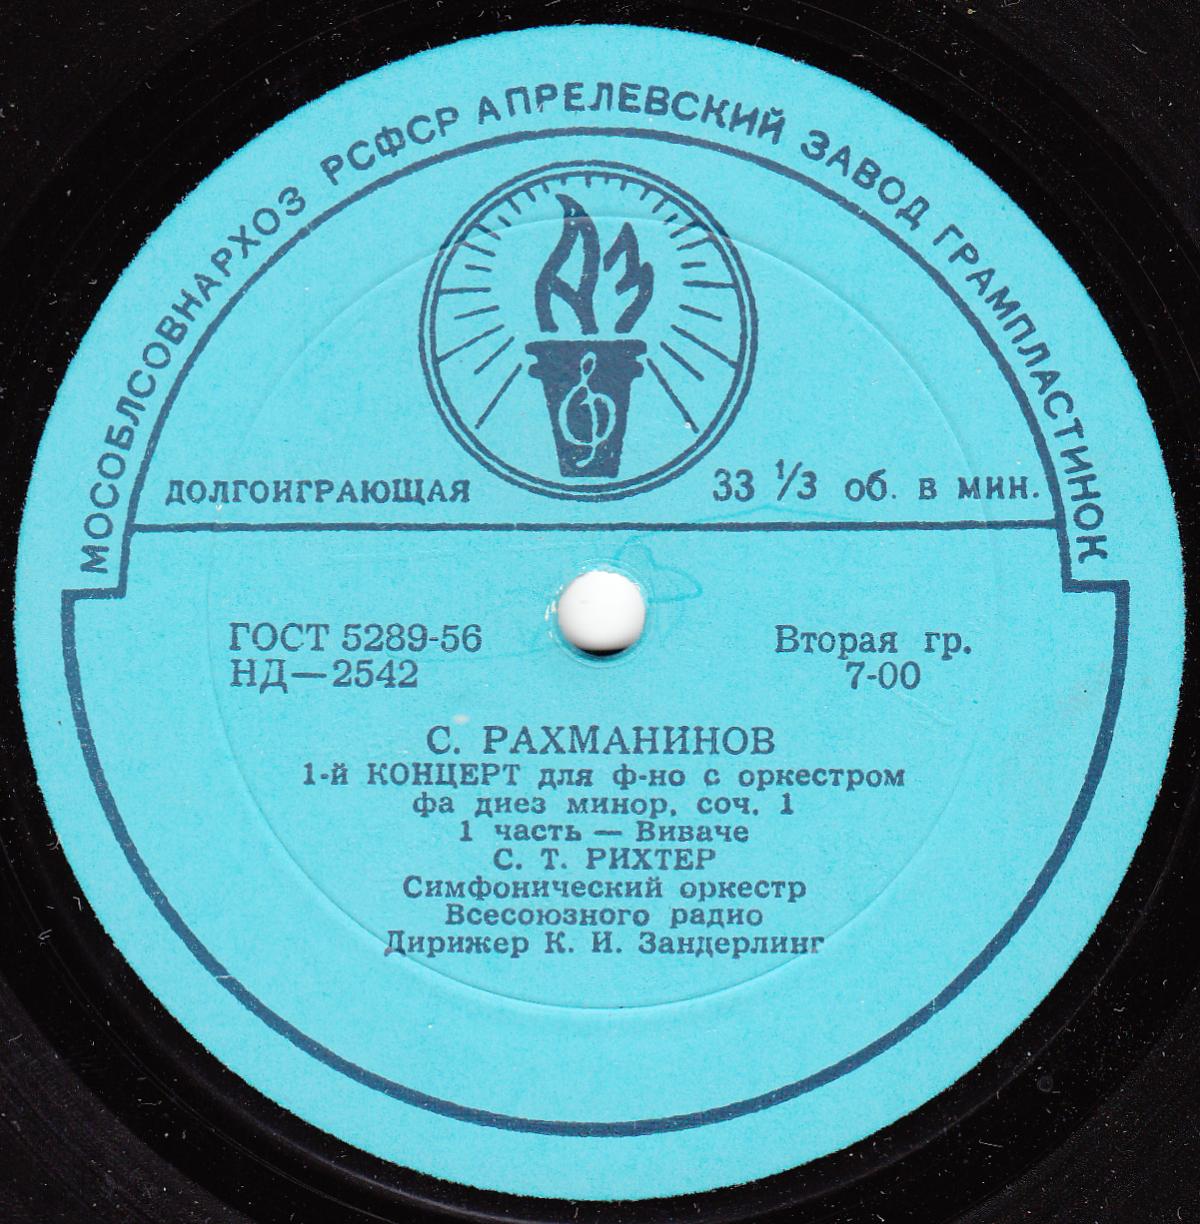 МОСОБЛСОВНАРХОЗ РСФСР АПРЕЛЕВСКИЙ ЗАВОД ГРАМПЛАСТИНОК
АЗ
ДОЛГОИГРАЮЩАЯ
33 1/3 об. в мин.
ГОСТ 5289-56
НД—2542
Вторая гр.
7-00
С. РАХМАНИНОВ
1-й КОНЦЕРТ для ф-но с оркестром
фа диез минор, соч. 1
1 часть — Виваче
С. Т. РИХТЕР
Симфонический оркестр
Всесоюзного радио
Дирижер К. И. Зандерлинг